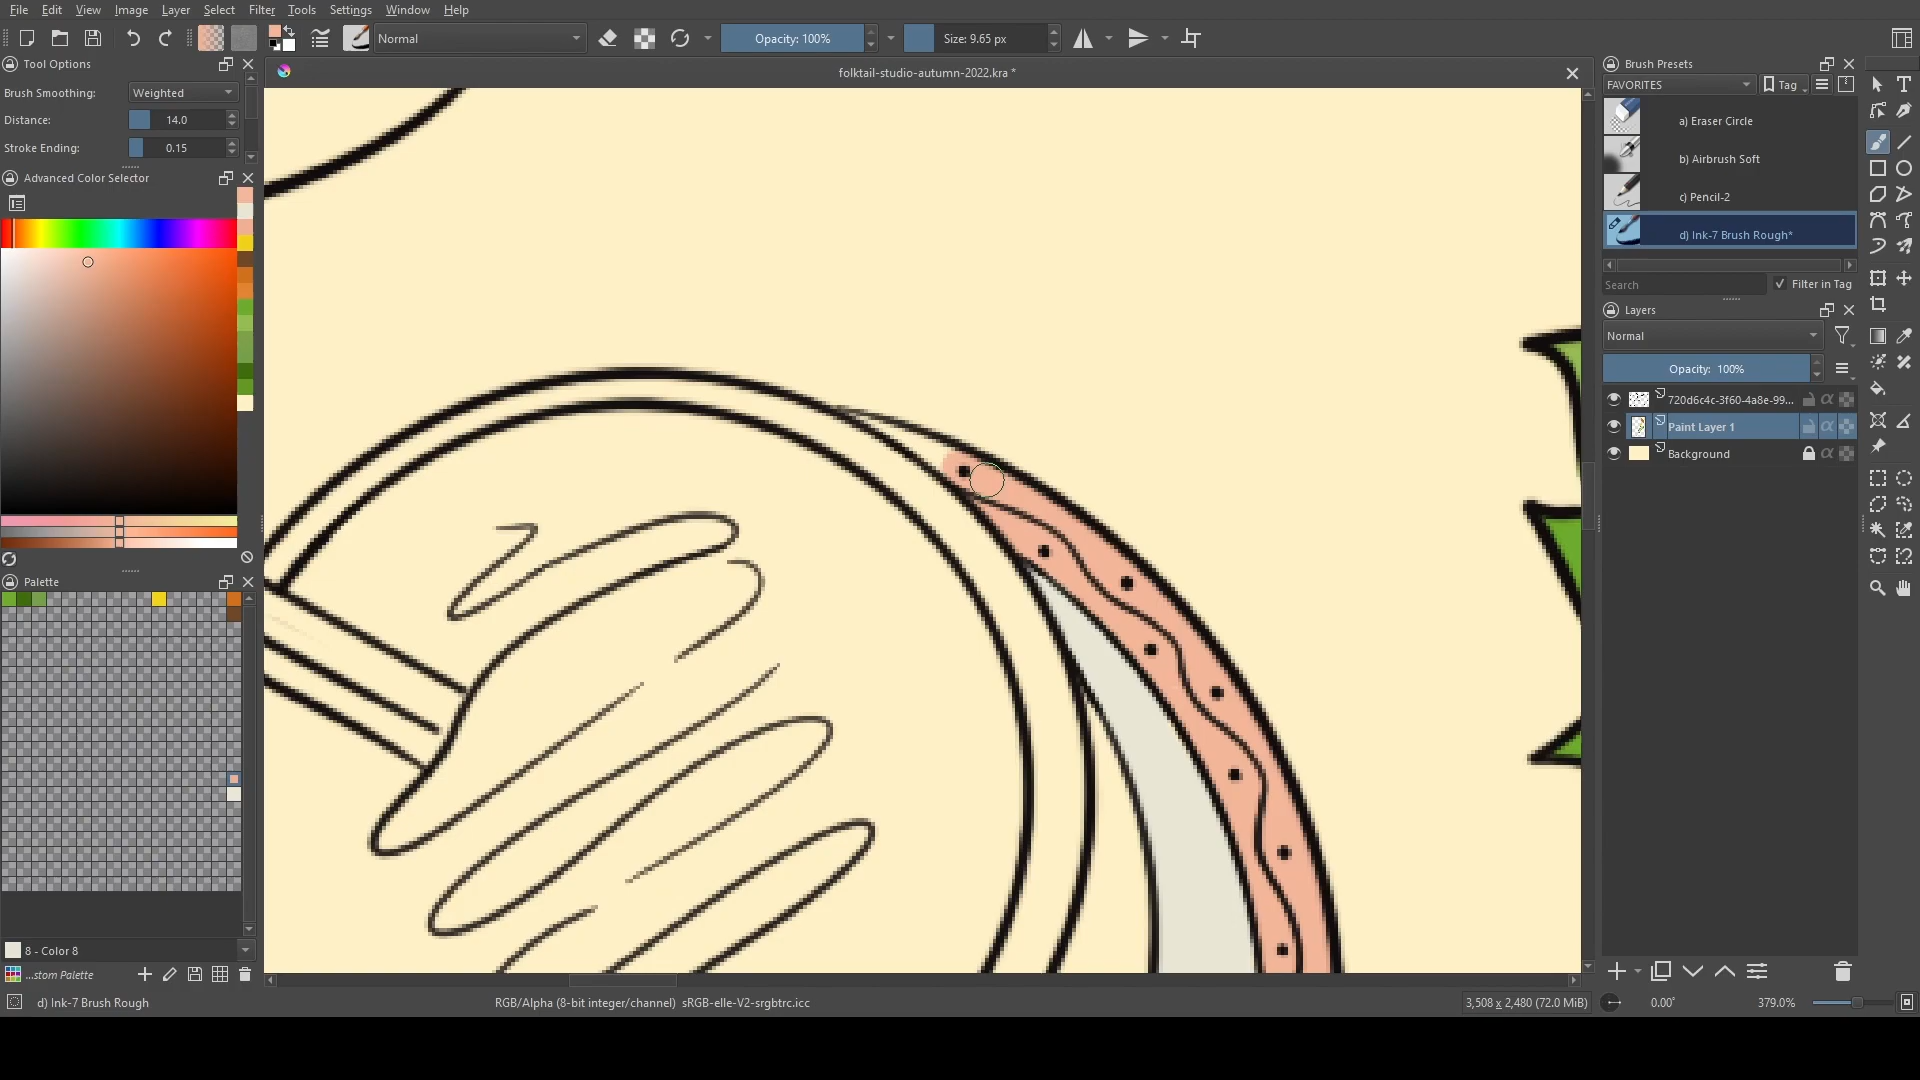 File Edit View Image Layer Select Filter Tools Settings Window Help
Normal Opacity: 100% Size: 9.65 px
Tool Options
folktail-studio-autumn-2022.kra *
Brush Presets
Brush Smoothing: Weighted
Distance: 14.0
Stroke Ending: 0.15
Advanced Color Selector
FAVORITES Tag
a) Eraser Circle
b) Airbrush Soft
c) Pencil-2
d) Ink-7 Brush Rough*
Search Filter in Tag
Layers
Normal
Opacity: 100%
720d6c4c-3f60-4a8e-99...
Paint Layer 1
Background
Palette
8 - Color 8
...stom Palette
d) Ink-7 Brush Rough
RGB/Alpha (8-bit integer/channel) sRGB-elle-V2-srgbtrc.icc
3,508 x 2,480 (72.0 MiB) 0.00° 379.0%